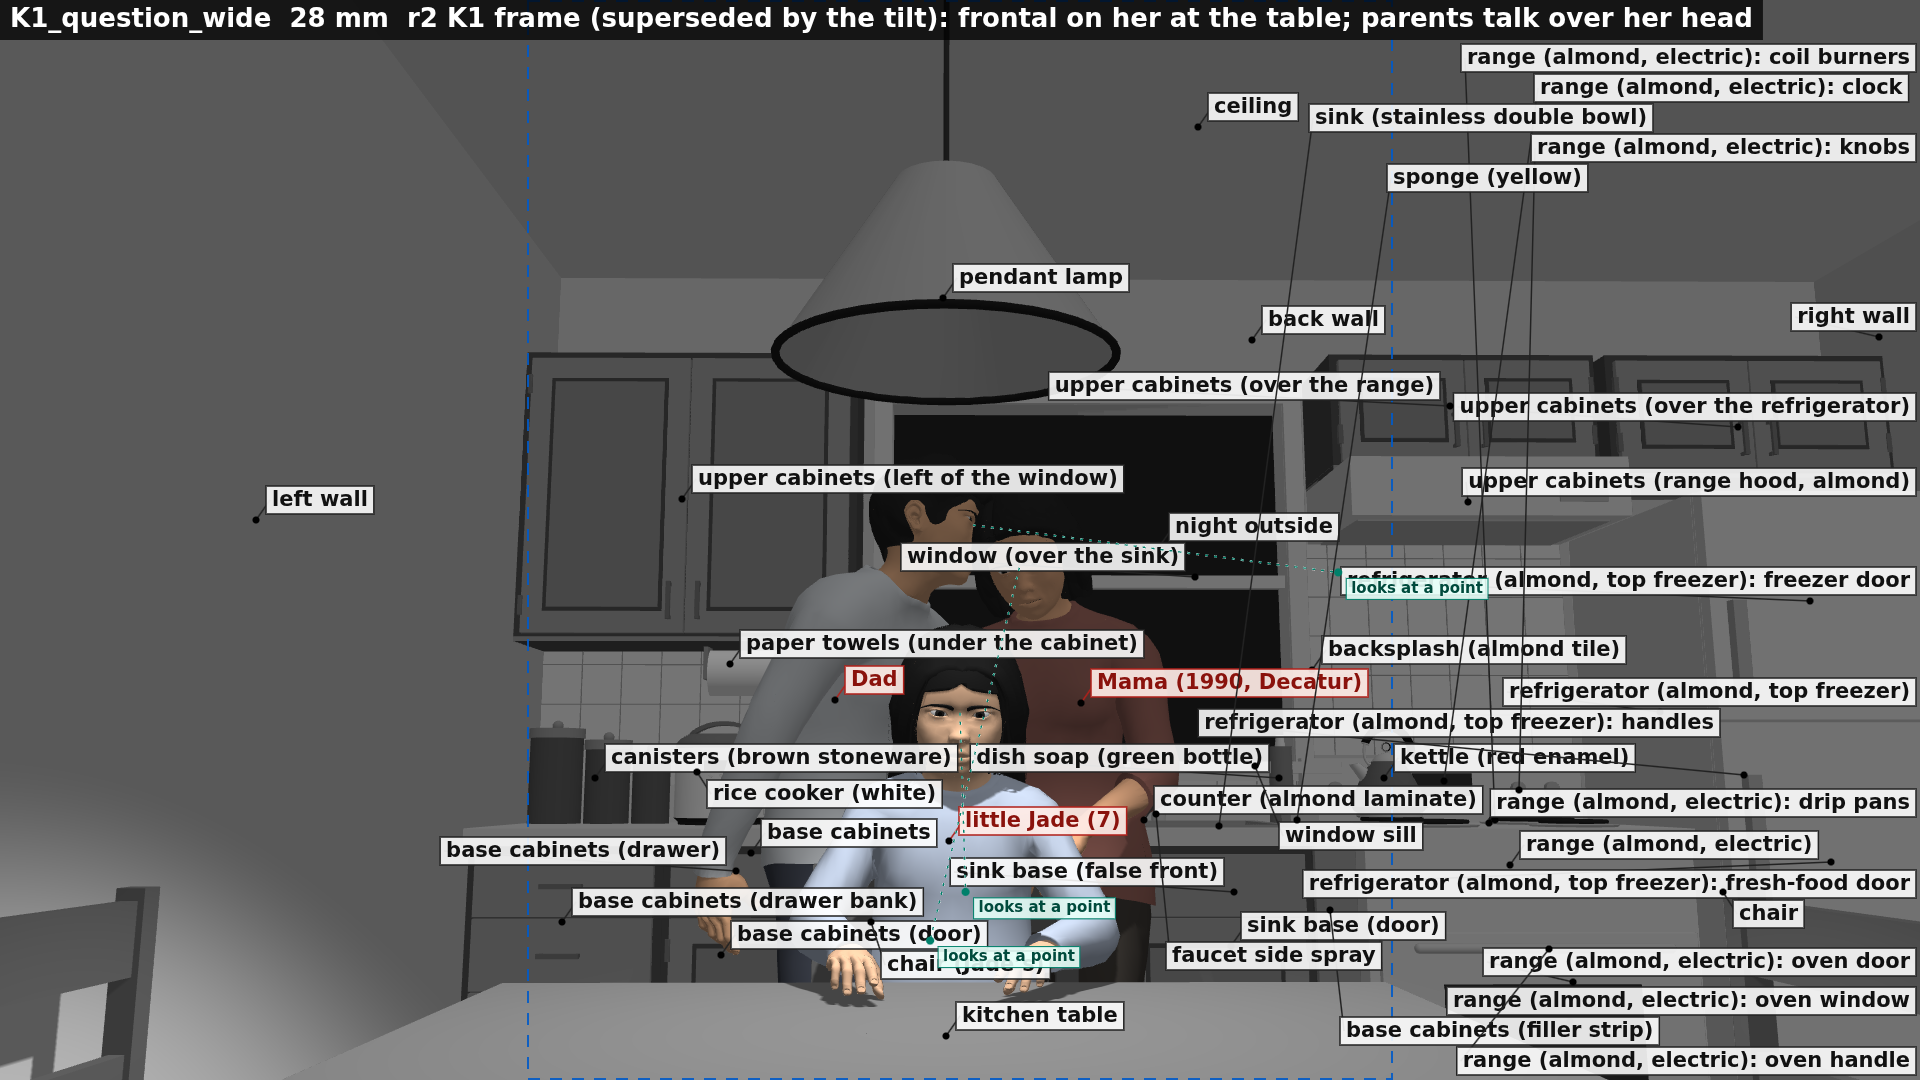 K1_question_wide  28 mm  r2 K1 frame (superseded by the tilt): frontal on her at the table; parents talk over her head
range (almond, electric): coil burners
range (almond, electric): clock
ceiling
sink (stainless double bowl)
range (almond, electric): knobs
sponge (yellow)
pendant lamp
back wall
right wall
upper cabinets (over the range)
upper cabinets (over the refrigerator)
upper cabinets (left of the window)
upper cabinets (range hood, almond)
left wall
night outside
window (over the sink)
refrigerator (almond, top freezer): freezer door
looks at a point
paper towels (under the cabinet)
backsplash (almond tile)
Dad
Mama (1990, Decatur)
refrigerator (almond, top freezer)
refrigerator (almond, top freezer): handles
canisters (brown stoneware)
dish soap (green bottle)
kettle (red enamel)
rice cooker (white)
counter (almond laminate)
range (almond, electric): drip pans
little Jade (7)
base cabinets
window sill
base cabinets (drawer)
range (almond, electric)
sink base (false front)
refrigerator (almond, top freezer): fresh-food door
base cabinets (drawer bank)
looks at a point
chair
sink base (door)
base cabinets (door)
faucet side spray
looks at a point
chair
range (almond, electric): oven door
range (almond, electric): oven window
kitchen table
base cabinets (filler strip)
range (almond, electric): oven handle